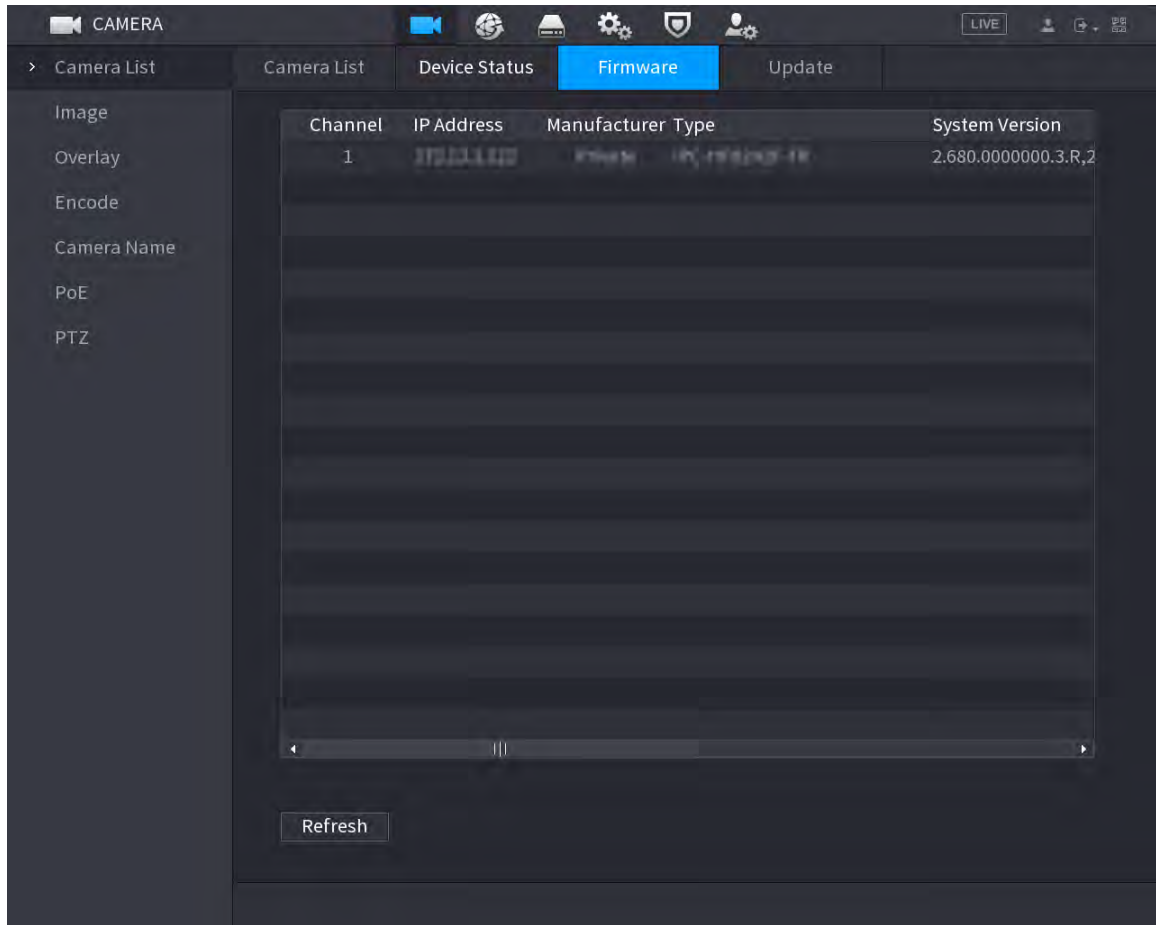 CAMERA LIVE
Camera List Camera List Device Status Firmware Update
Image
Overlay
Encode
Camera Name
PoE
PTZ
Channel IP Address Manufacturer Type System Version
1 2.680.0000000.3.R,2
Refresh